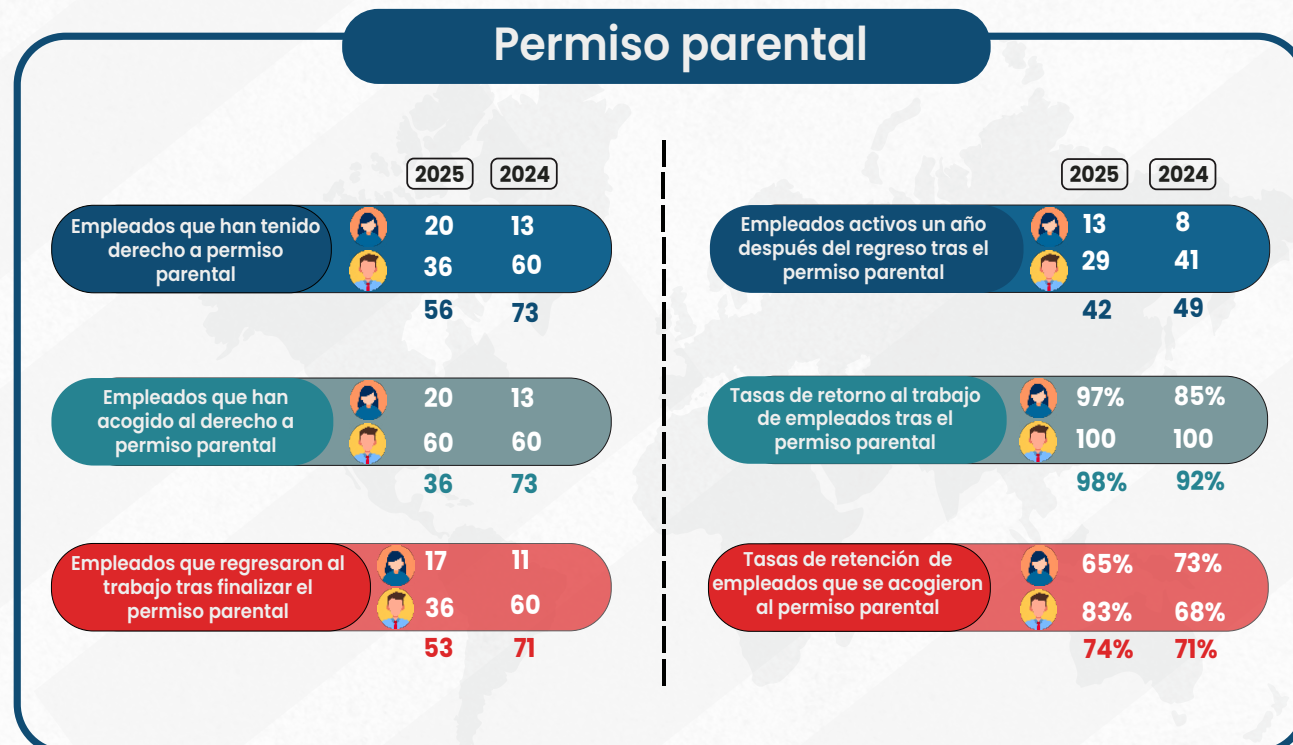 Permiso parental
2025 2024
Empleados que han tenido
derecho a permiso
parental
20 13
36 60
56 73
Empleados que han
acogido al derecho a
permiso parental
20 13
60 60
36 73
Empleados que regresaron al
trabajo tras finalizar el
permiso parental
17 11
36 60
53 71
2025 2024
Empleados activos un año
después del regreso tras el
permiso parental
13 8
29 41
42 49
Tasas de retorno al trabajo
de empleados tras el
permiso parental
97% 85%
100 100
98% 92%
Tasas de retención de
empleados que se acogieron
al permiso parental
65% 73%
83% 68%
74% 71%